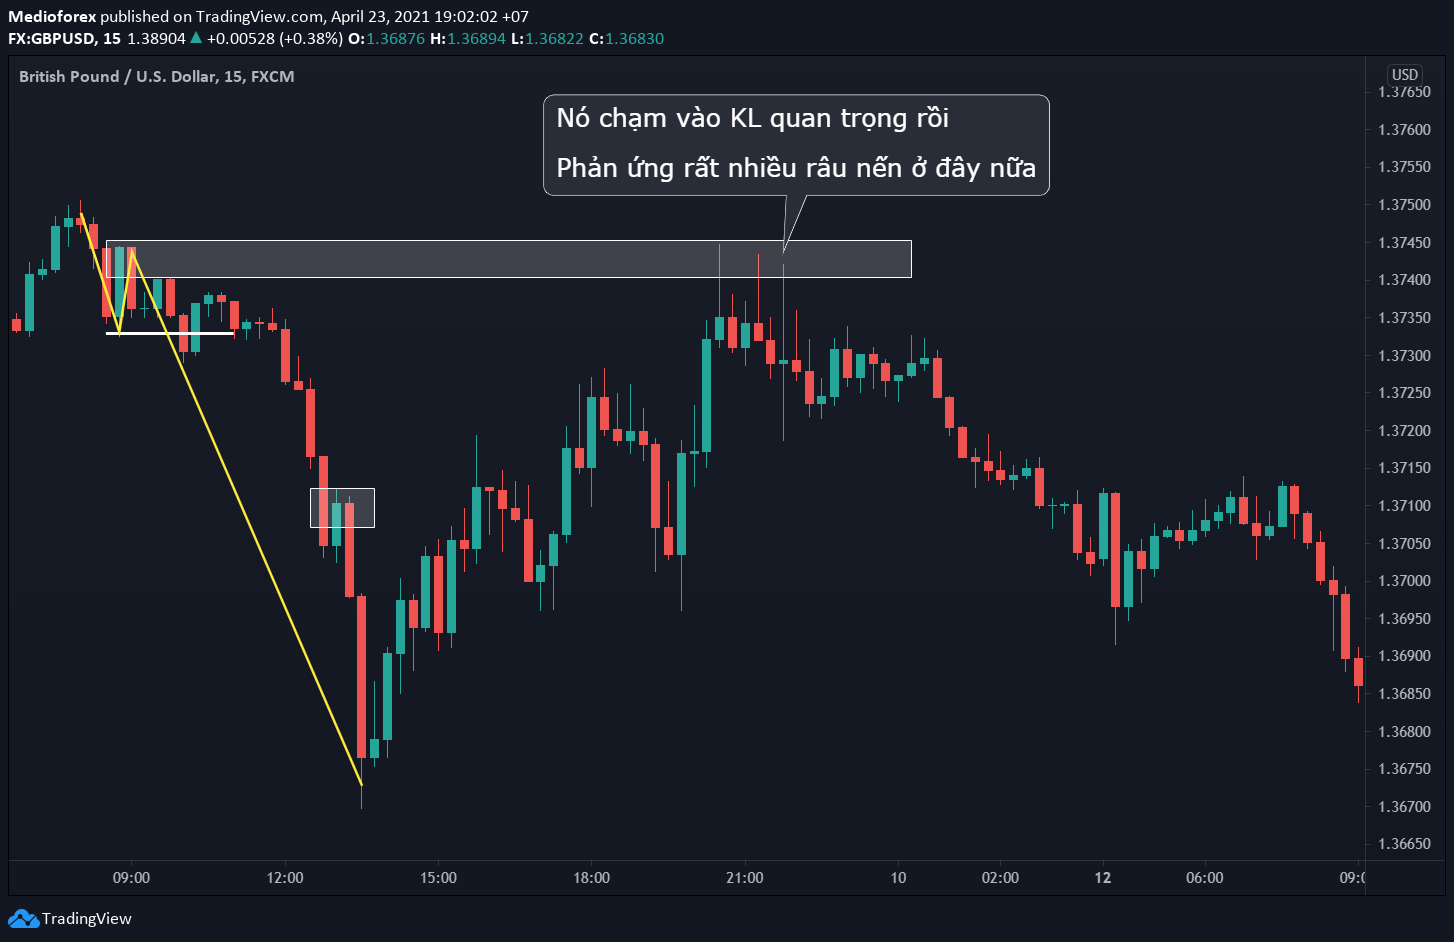 Medioforex published on TradingView.com, April 23, 2021 19:02:02 +07
FX:GBPUSD, 15 1.38904 ▲ +0.00528 (+0.38%) O:1.36876 H:1.36894 L:1.36822 C:1.36830
British Pound / U.S. Dollar, 15, FXCM
USD
Nó chạm vào KL quan trọng rồi
Phản ứng rất nhiều râu nến ở đây nữa
1.37650
1.37600
1.37550
1.37500
1.37450
1.37400
1.37350
1.37300
1.37250
1.37200
1.37150
1.37100
1.37050
1.37000
1.36950
1.36900
1.36850
1.36800
1.36750
1.36700
1.36650
09:00 12:00 15:00 18:00 21:00 10 02:00 12 06:00 09:0
TradingView